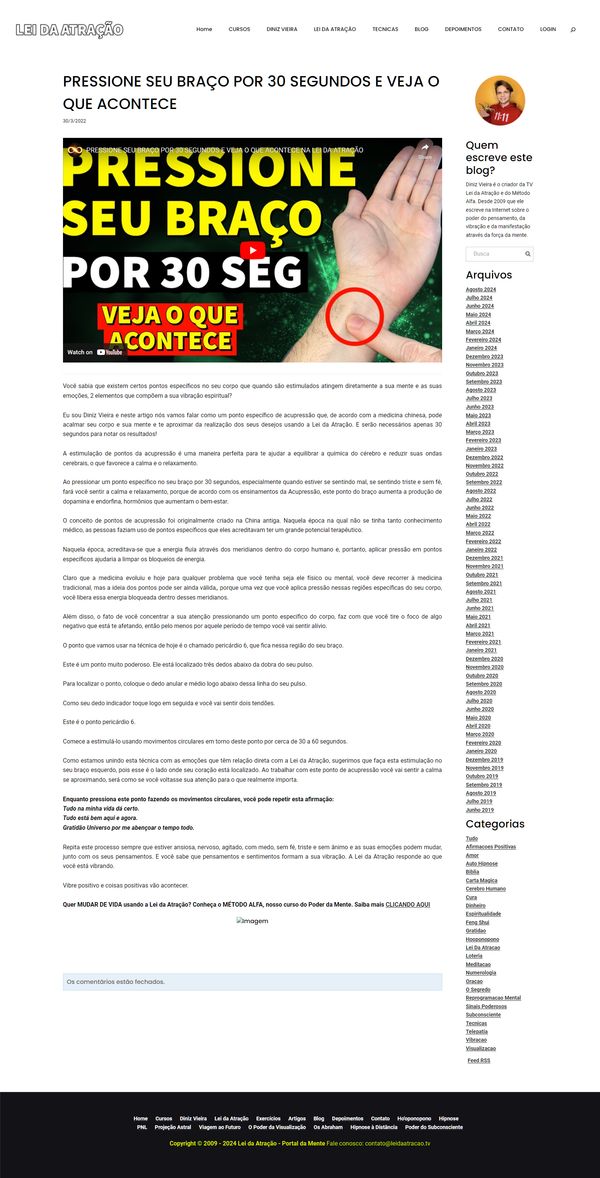 LEI DA ATRAÇÃO
Home CURSOS DINIZ VIEIRA LEI DA ATRAÇÃO TECNICAS BLOG DEPOIMENTOS CONTATO LOGIN
PRESSIONE SEU BRAÇO POR 30 SEGUNDOS E VEJA O
QUE ACONTECE
30/3/2022
PRESSIONE SEU BRAÇO POR 30 SEGUNDOS E VEJA O QUE ACONTECE NA LEI DA ATRAÇÃO
Share
PRESSIONE
SEU BRAÇO
POR 30 SEG
VEJA O QUE
ACONTECE
Watch on YouTube
Você sabia que existem certos pontos específicos no seu corpo que quando são estimulados atingem diretamente a sua mente e as suas
emoções, 2 elementos que compõem a sua vibração espiritual?
Eu sou Diniz Vieira e neste artigo nós vamos falar como um ponto específico de acupressão que, de acordo com a medicina chinesa, pode
acalmar seu corpo e sua mente e te aproximar da realização dos seus desejos usando a Lei da Atração. E serão necessários apenas 30
segundos para notar os resultados!
A estimulação de pontos da acupressão é uma maneira perfeita para te ajudar a equilibrar a química do cérebro e reduzir suas ondas
cerebrais, o que favorece a calma e o relaxamento.
Ao pressionar um ponto específico no seu braço por 30 segundos, especialmente quando estiver se sentindo mal, se sentindo triste e sem fé,
fará você sentir a calma e relaxamento, porque de acordo com os ensinamentos da Acupressão, este ponto do braço aumenta a produção de
dopamina e endorfina, hormônios que aumentam o bem-estar.
O conceito de pontos de acupressão foi originalmente criado na China antiga. Naquela época na qual não se tinha tanto conhecimento
médico, as pessoas faziam uso de pontos específicos que eles acreditavam ter um grande potencial terapêutico.
Naquela época, acreditava-se que a energia fluía através dos meridianos dentro do corpo humano e, portanto, aplicar pressão em pontos
específicos ajudaria a limpar os bloqueios de energia.
Claro que a medicina evoluiu e hoje para qualquer problema que você tenha seja ele físico ou mental, você deve recorrer à medicina
tradicional, mas a ideia dos pontos pode ser ainda válida,, porque uma vez que você aplica pressão nessas regiões específicas do seu corpo,
você libera essa energia bloqueada dentro desses meridianos.
Além disso, o fato de você concentrar a sua atenção pressionando um ponto específico do corpo, faz com que você tire o foco de algo
negativo que está te afetando, então pelo menos por aquele período de tempo você vai sentir alívio.
O ponto que vamos usar na técnica de hoje é o chamado pericárdio 6, que fica nessa região do seu braço.
Este é um ponto muito poderoso. Ele está localizado três dedos abaixo da dobra do seu pulso.
Para localizar o ponto, coloque o dedo anular e médio logo abaixo dessa linha do seu pulso.
Como seu dedo indicador toque logo em seguida e você vai sentir dois tendões.
Este é o ponto pericárdio 6.
Comece a estimulá-lo usando movimentos circulares em torno deste ponto por cerca de 30 a 60 segundos.
Como estamos unindo esta técnica com as emoções que têm relação direta com a Lei da Atração, sugerimos que faça esta estimulação no
seu braço esquerdo, pois esse é o lado onde seu coração está localizado. Ao trabalhar com este ponto de acupressão você vai sentir a calma
se aproximando, será como se você voltasse sua atenção para o que realmente importa.
Enquanto pressiona este ponto fazendo os movimentos circulares, você pode repetir esta afirmação:
Tudo na minha vida dá certo.
Tudo está bem aqui e agora.
Gratidão Universo por me abençoar o tempo todo.
Repita este processo sempre que estiver ansiosa, nervoso, agitado, com medo, sem fé, triste e sem ânimo e as suas emoções podem mudar,
junto com os seus pensamentos. E você sabe que pensamentos e sentimentos formam a sua vibração. A Lei da Atração responde ao que
você está vibrando.
Vibre positivo e coisas positivas vão acontecer.
Quer MUDAR DE VIDA usando a Lei da Atração? Conheça o MÉTODO ALFA, nosso curso do Poder da Mente. Saiba mais CLICANDO AQUI
Imagem
Os comentários estão fechados.
11:11
Quem
escreve este
blog?
Diniz Vieira é o criador da TV
Lei da Atração e do Método
Alfa. Desde 2009 que ele
escreve na Internet sobre o
poder do pensamento, da
vibração e da manifestação
através da força da mente.
Busca
Arquivos
Agosto 2024
Julho 2024
Junho 2024
Maio 2024
Abril 2024
Março 2024
Fevereiro 2024
Janeiro 2024
Dezembro 2023
Novembro 2023
Outubro 2023
Setembro 2023
Agosto 2023
Julho 2023
Junho 2023
Maio 2023
Abril 2023
Março 2023
Fevereiro 2023
Janeiro 2023
Dezembro 2022
Novembro 2022
Outubro 2022
Setembro 2022
Agosto 2022
Julho 2022
Junho 2022
Maio 2022
Abril 2022
Março 2022
Fevereiro 2022
Janeiro 2022
Dezembro 2021
Novembro 2021
Outubro 2021
Setembro 2021
Agosto 2021
Julho 2021
Junho 2021
Maio 2021
Abril 2021
Março 2021
Fevereiro 2021
Janeiro 2021
Dezembro 2020
Novembro 2020
Outubro 2020
Setembro 2020
Agosto 2020
Julho 2020
Junho 2020
Maio 2020
Abril 2020
Março 2020
Fevereiro 2020
Janeiro 2020
Dezembro 2019
Novembro 2019
Outubro 2019
Setembro 2019
Agosto 2019
Julho 2019
Junho 2019
Categorias
Tudo
Afirmacoes Positivas
Amor
Auto Hipnose
Biblia
Carta Magica
Cerebro Humano
Cura
Dinheiro
Espiritualidade
Feng Shui
Gratidao
Hooponopono
Lei Da Atracao
Loteria
Meditacao
Numerologia
Oracao
O Segredo
Reprogramacao Mental
Sinais Poderosos
Subconsciente
Tecnicas
Telepatia
Vibracao
Visualizacao
Feed RSS
Home Cursos Diniz Vieira Lei da Atração Exercícios Artigos Blog Depoimentos Contato Ho'oponopono Hipnose
PNL Projeção Astral Viagem ao Futuro O Poder da Visualização Os Abraham Hipnose à Distância Poder do Subconsciente
Copyright © 2009 - 2024 Lei da Atração - Portal da Mente Fale conosco: contato@leidaatracao.tv